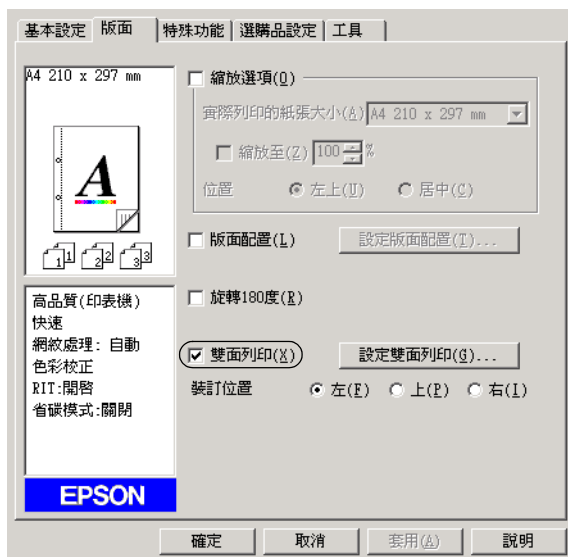 基本設定 版面 特殊功能 選購品設定 工具
A4 210 x 297 mm
A
1 1 2 2 3 3
高品質(印表機)
快速
網紋處理: 自動
色彩校正
RIT:開啓
省碳模式:關閉
EPSON
縮放選項(O)
實際列印的紙張大小(A) A4 210 x 297 mm
縮放至(Z) 100 %
位置 左上(U) 居中(C)
版面配置(L) 設定版面配置(T)...
旋轉180度(R)
雙面列印(X) 設定雙面列印(g)...
裝訂位置 左(F) 上(P) 右(I)
確定 取消 套用(A) 說明